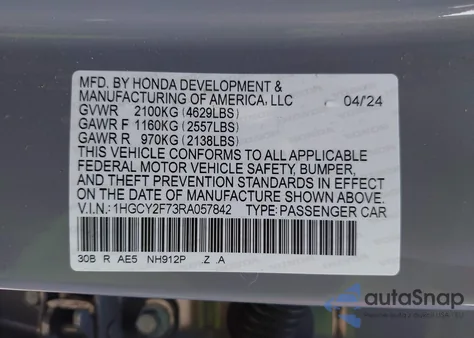 MFD. BY HONDA DEVELOPMENT &
MANUFACTURING OF AMERICA, LLC 04/24
GVWR 2100KG (4629LBS)
GAWR F 1160KG (2557LBS)
GAWR R 970KG (2138LBS)
THIS VEHICLE CONFORMS TO ALL APPLICABLE
FEDERAL MOTOR VEHICLE SAFETY, BUMPER,
AND THEFT PREVENTION STANDARDS IN EFFECT
ON THE DATE OF MANUFACTURE SHOWN ABOVE.
V.I.N.: 1HGCY2F73RA057842 TYPE: PASSENGER CAR
30B R AE5 NH912P .Z .A
autoSnap